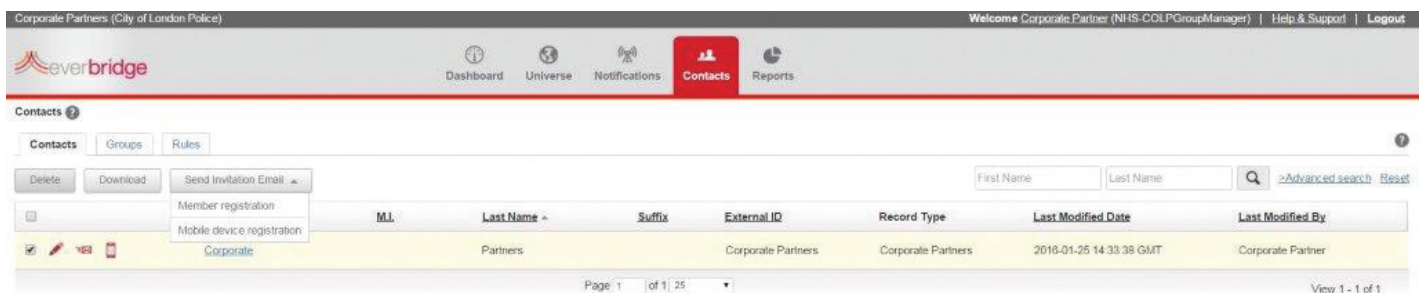 Corporate Partners (City of London Police) Welcome Corporate Partner (NHS-COLPGroupManager) | Help & Support | Logout
everbridge
Dashboard Universe Notifications Contacts Reports
Contacts ?
Contacts Groups Rules ?
Delete Download Send Invitation Email First Name Last Name >Advanced search Reset
Member registration
Mobile device registration
M.I. Last Name Suffix External ID Record Type Last Modified Date Last Modified By
Corporate Partners Corporate Partners Corporate Partners 2016-01-25 14:33:38 GMT Corporate Partner
Page 1 of 1 25 View 1 - 1 of 1